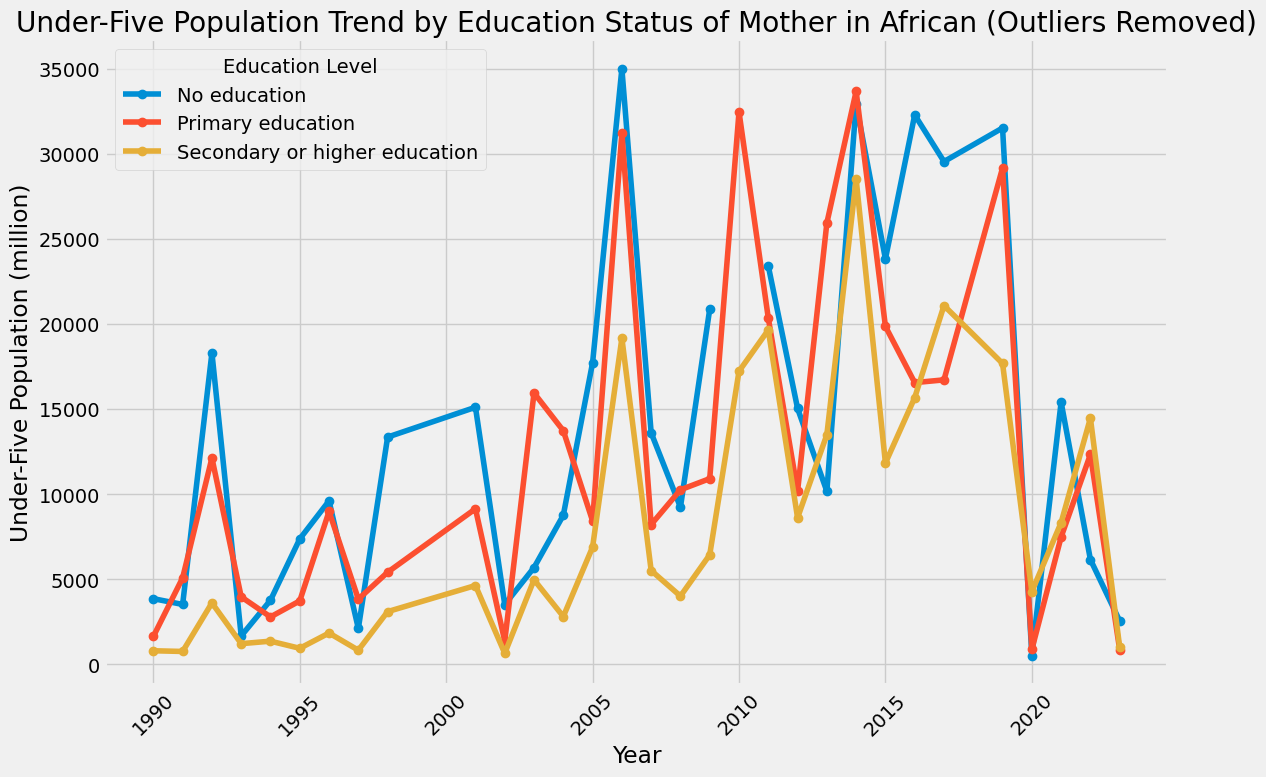 Under-Five Population Trend by Education Status of Mother in African (Outliers Removed)
Education Level
No education
Primary education
Secondary or higher education
Under-Five Population (million)
35000
30000
25000
20000
15000
10000
5000
0
1990
1995
2000
2005
2010
2015
2020
Year